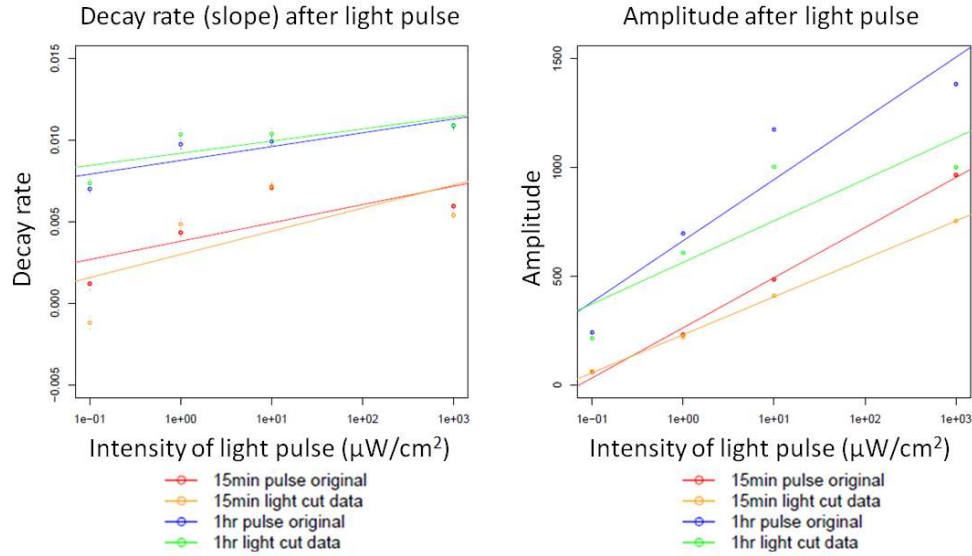 Decay rate (slope) after light pulse
Decay rate
0.015
0.010
0.005
0.000
-0.005
1e-01 1e+00 1e+01 1e+02 1e+03
Intensity of light pulse (µW/cm²)
15min pulse original
15min light cut data
1hr pulse original
1hr light cut data
Amplitude after light pulse
Amplitude
1500
1000
500
0
1e-01 1e+00 1e+01 1e+02 1e+03
Intensity of light pulse (µW/cm²)
15min pulse original
15min light cut data
1hr pulse original
1hr light cut data